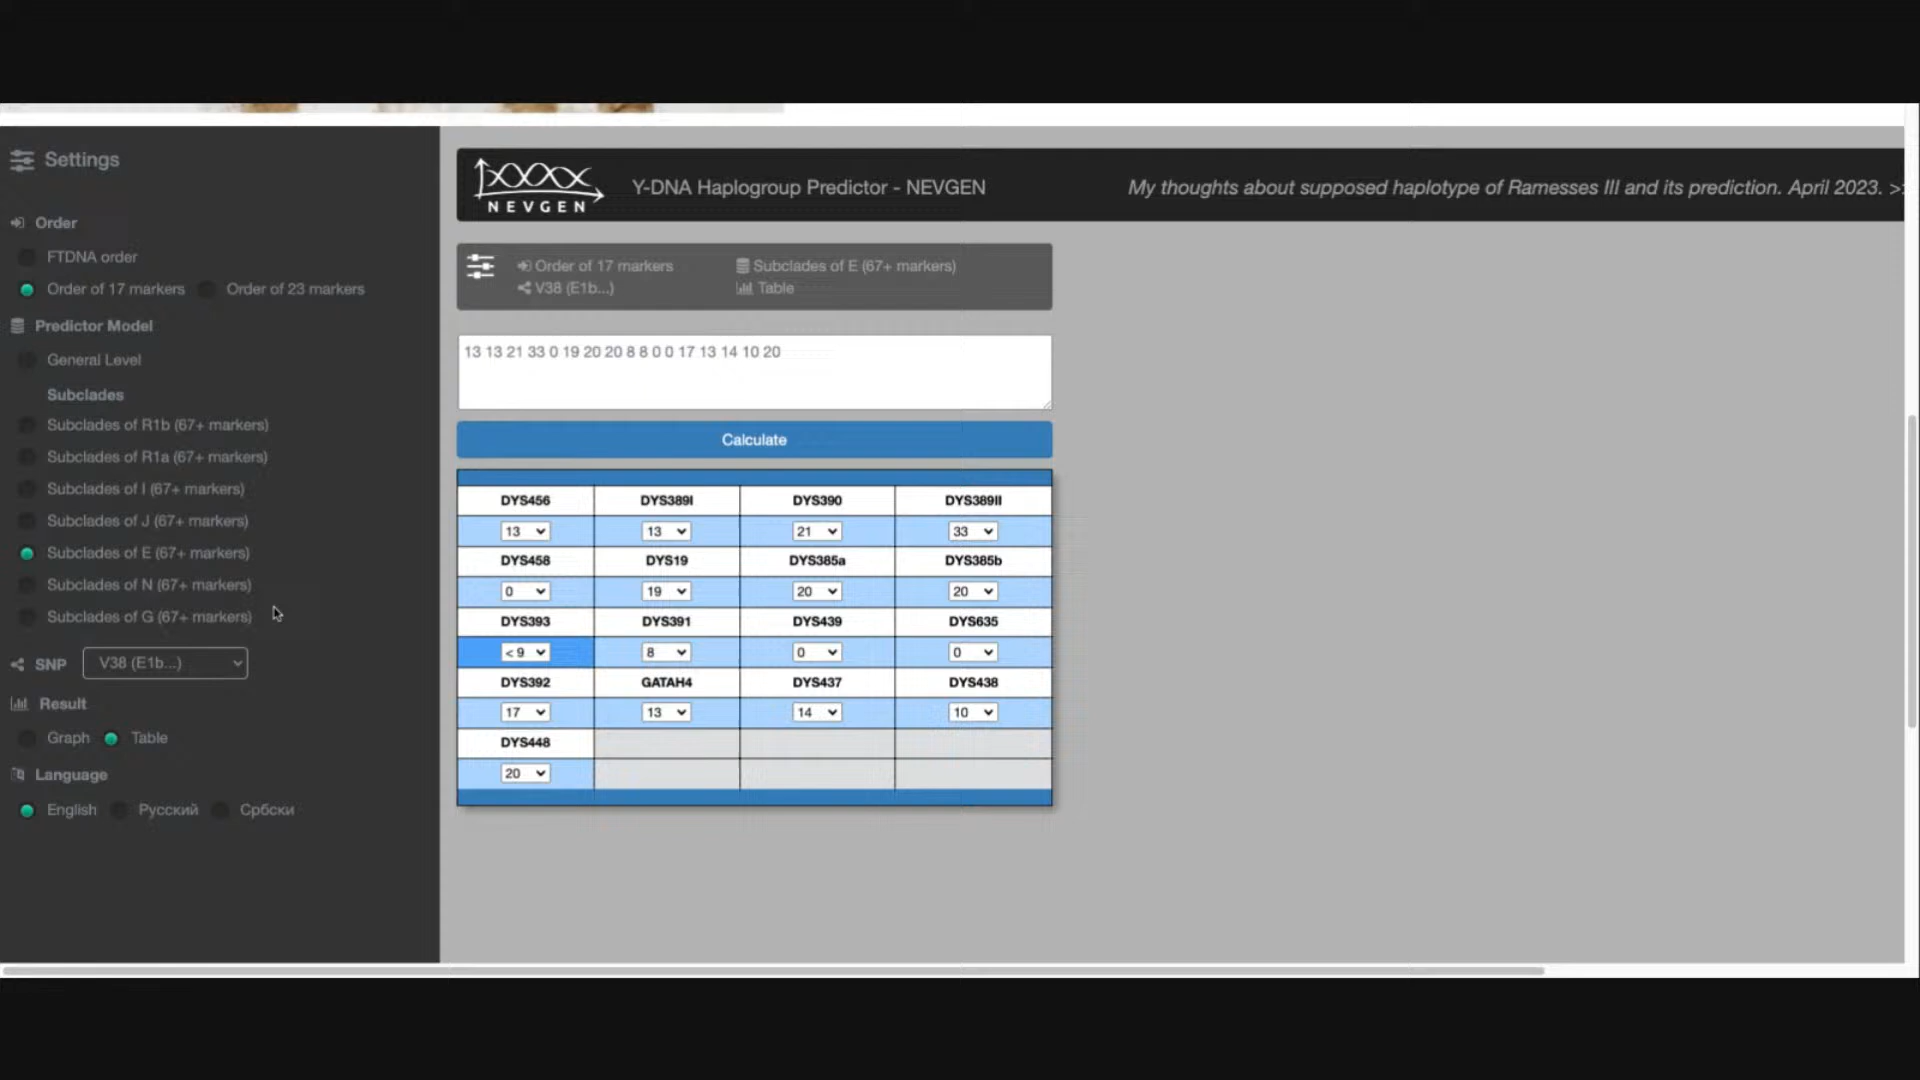 Settings
Order
FTDNA order
Order of 17 markers Order of 23 markers
Predictor Model
General Level
Subclades
Subclades of R1b (67+ markers)
Subclades of R1a (67+ markers)
Subclades of I (67+ markers)
Subclades of J (67+ markers)
Subclades of E (67+ markers)
Subclades of N (67+ markers)
Subclades of G (67+ markers)
SNP V38 (E1b...)
Result
Graph Table
Language
English Русский Српски
NEVGEN
Y-DNA Haplogroup Predictor - NEVGEN
My thoughts about supposed haplotype of Ramesses III and its prediction. April 2023. >
Order of 17 markers Subclades of E (67+ markers)
V38 (E1b...) Table
13 13 21 33 0 19 20 20 8 8 0 0 17 13 14 10 20
Calculate
DYS456 DYS389I DYS390 DYS389II
13 13 21 33
DYS458 DYS19 DYS385a DYS385b
0 19 20 20
DYS393 DYS391 DYS439 DYS635
< 9 8 0 0
DYS392 GATAH4 DYS437 DYS438
17 13 14 10
DYS448
20